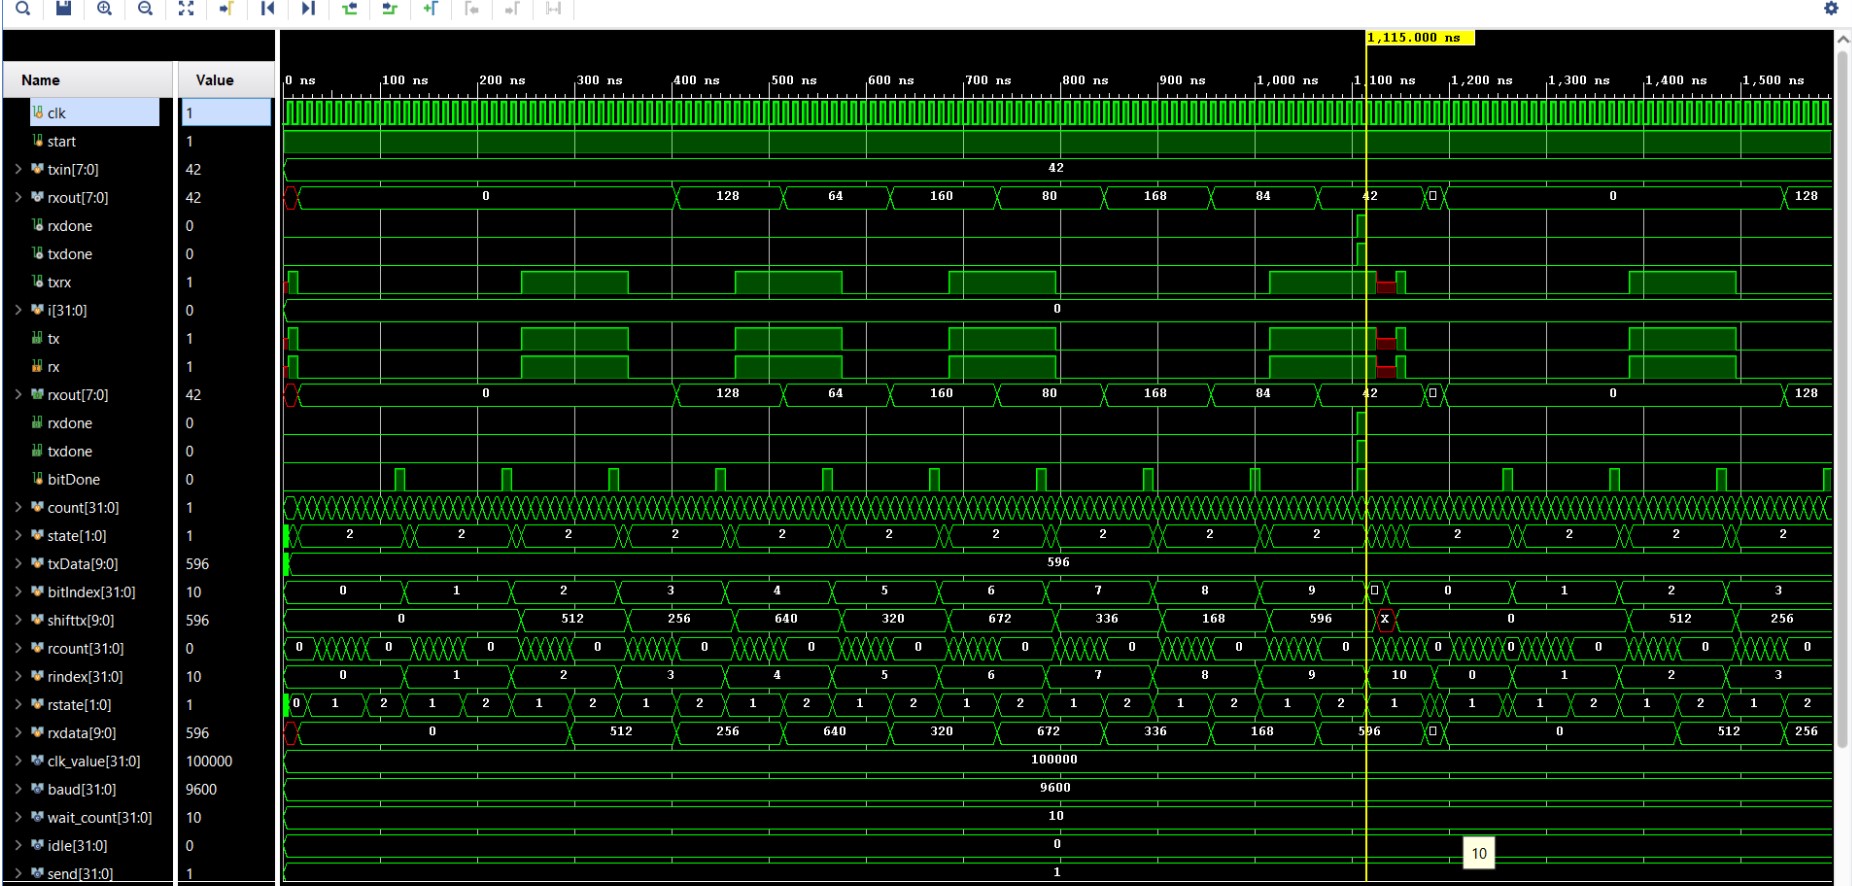 1,115.000 ns
Name Value 0 ns 100 ns 200 ns 300 ns 400 ns 500 ns 600 ns 700 ns 800 ns 900 ns 1,000 ns 1,100 ns 1,200 ns 1,300 ns 1,400 ns 1,500 ns
clk 1
start 1
txin[7:0] 42 42
rxout[7:0] 42 0 128 64 160 80 168 84 42 0 128
rxdone 0
txdone 0
txrx 1
i[31:0] 0 0
tx 1
rx 1
rxout[7:0] 42 0 128 64 160 80 168 84 42 0 128
rxdone 0
txdone 0
bitDone 0
count[31:0] 1
state[1:0] 1 2 2 2 2 2 2 2 2 2 2 2 2 2 2
txData[9:0] 596 596
bitIndex[31:0] 10 0 1 2 3 4 5 6 7 8 9 0 1 2 3
shifttx[9:0] 596 0 512 256 640 320 672 336 168 596 X 0 512 256
rcount[31:0] 0 0 0 0 0 0 0 0 0 0 0 0 0 0 0 0 0
rindex[31:0] 10 0 1 2 3 4 5 6 7 8 9 10 0 1 2 3
rstate[1:0] 1 0 1 2 1 2 1 2 1 2 1 2 1 2 1 2 1 2 1 2 1 2 1 1 1 2 1 2 1 2
rxdata[9:0] 596 0 512 256 640 320 672 336 168 596 0 512 256
clk_value[31:0] 100000 100000
baud[31:0] 9600 9600
wait_count[31:0] 10 10
idle[31:0] 0 0
10
send[31:0] 1 1